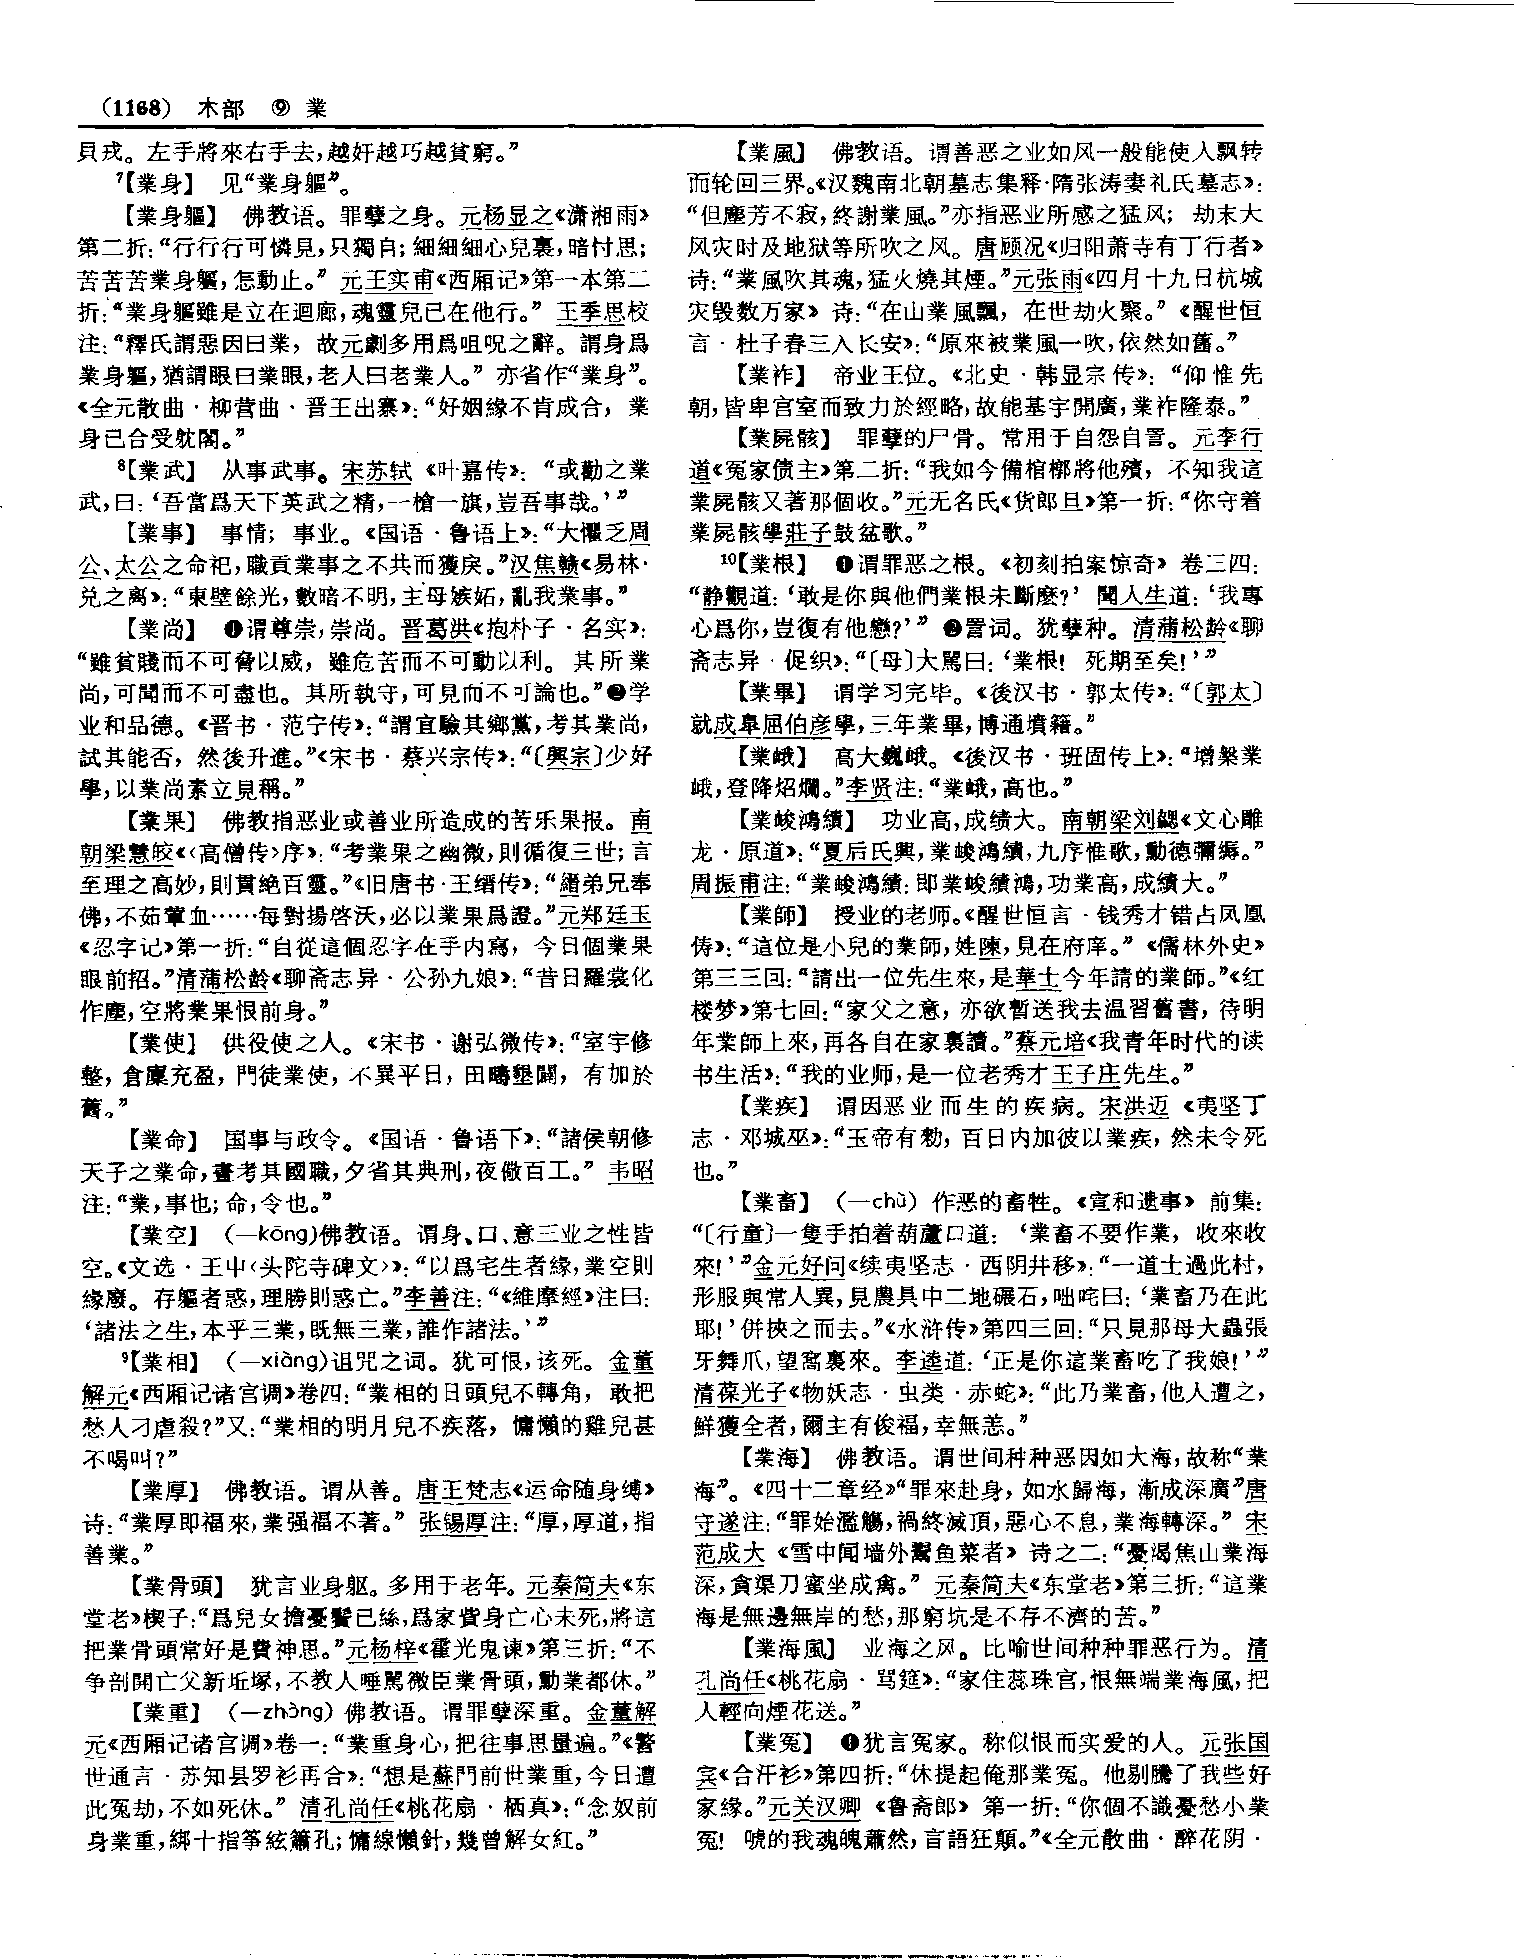 （1168） 木部 ⑨ 業
貝戎。左手將來右手去，越奸越巧越貧窮。”
⁷【業身】 见“業身軀”。
【業身軀】 佛教语。罪孽之身。元杨显之《潇湘雨》
第二折：“行行行可憐見，只獨自；細細細心兒裏，暗忖思；
苦苦苦業身軀，怎動止。” 元王实甫《西厢记》第一本第二
折：“業身軀雖是立在迴廊，魂靈兒已在他行。” 王季思校
注：“釋氏謂惡因曰業，故元劇多用爲咀呪之辭。謂身爲
業身軀，猶謂眼曰業眼，老人曰老業人。” 亦省作“業身”。
《全元散曲·柳营曲·晋王出寨》：“好姻緣不肯成合，業
身己合受躭閣。”
⁸【業武】 从事武事。宋苏轼《叶嘉传》：“或勸之業
武，曰：‘吾當爲天下英武之精，一槍一旗，豈吾事哉。’”
【業事】 事情；事业。《国语·鲁语上》：“大懼乏周
公、太公之命祀，職貢業事之不共而獲戾。”汉焦赣《易林·
兑之离》：“東壁餘光，數暗不明，主母嫉妬，亂我業事。”
【業尚】 ❶谓尊崇，崇尚。晋葛洪《抱朴子·名实》：
“雖貧賤而不可脅以威，雖危苦而不可動以利。其所業
尚，可聞而不可盡也。其所執守，可見而不可論也。”❷学
业和品德。《晋书·范宁传》：“謂宜驗其鄉黨，考其業尚，
試其能否，然後升進。”《宋书·蔡兴宗传》：“〔興宗〕少好
學，以業尚素立見稱。”
【業果】 佛教指恶业或善业所造成的苦乐果报。南
朝梁慧皎《〈高僧传〉序》：“考業果之幽微，則循復三世；言
至理之高妙，則貫絶百靈。”《旧唐书·王缙传》：“縉弟兄奉
佛，不茹葷血……每對揚啓沃，必以業果爲證。”元郑廷玉
《忍字记》第一折：“自從這個忍字在手内寫，今日個業果
眼前招。”清蒲松龄《聊斋志异·公孙九娘》：“昔日羅裳化
作塵，空將業果恨前身。”
【業使】 供役使之人。《宋书·谢弘微传》：“室宇修
整，倉廩充盈，門徒業使，不異平日，田疇墾闢，有加於
舊。”
【業命】 国事与政令。《国语·鲁语下》：“諸侯朝修
天子之業命，晝考其國職，夕省其典刑，夜儆百工。” 韦昭
注：“業，事也；命，令也。”
【業空】 （—kōng)佛教语。谓身、口、意三业之性皆
空。《文选·王屮〈头陀寺碑文〉》：“以爲宅生者緣，業空則
緣廢。存軀者惑，理勝則惑亡。”李善注：“《維摩經》注曰：
‘諸法之生，本乎三業，既無三業，誰作諸法。’”
⁹【業相】 （—xiàng)诅咒之词。犹可恨，该死。金董
解元《西厢记诸宫调》卷四：“業相的日頭兒不轉角，敢把
愁人刁虐殺？”又：“業相的明月兒不疾落，慵懶的雞兒甚
不喝叫？”
【業厚】 佛教语。谓从善。唐王梵志《运命随身缚》
诗：“業厚即福來，業强福不著。” 张锡厚注：“厚，厚道，指
善業。”
【業骨頭】 犹言业身躯。多用于老年。元秦简夫《东
堂老》楔子：“爲兒女擔憂鬢已絲，爲家貲身亡心未死，將這
把業骨頭常好是費神思。”元杨梓《霍光鬼谏》第三折：“不
争剖開亡父新坵塚，不教人唾駡微臣業骨頭，勳業都休。”
【業重】 （—zhòng) 佛教语。谓罪孽深重。金董解
元《西厢记诸宫调》卷一：“業重身心，把往事思量遍。”《警
世通言·苏知县罗衫再合》：“想是蘇門前世業重，今日遭
此冤劫，不如死休。” 清孔尚任《桃花扇·栖真》：“念奴前
身業重，綁十指筝絃簫孔；慵線懶針，幾曾解女紅。”
【業風】 佛教语。谓善恶之业如风一般能使人飘转
而轮回三界。《汉魏南北朝墓志集释·隋张涛妻礼氏墓志》：
“但塵芳不寂，終謝業風。”亦指恶业所感之猛风；劫末大
风灾时及地狱等所吹之风。唐顾况《归阳萧寺有丁行者》
诗：“業風吹其魂，猛火燒其煙。”元张雨《四月十九日杭城
灾毁数万家》诗：“在山業風飄，在世劫火聚。”《醒世恒
言·杜子春三入长安》：“原來被業風一吹，依然如舊。”
【業祚】 帝业王位。《北史·韩显宗传》：“仰惟先
朝，皆卑宫室而致力於經略，故能基宇開廣，業祚隆泰。”
【業屍骸】 罪孽的尸骨。常用于自怨自詈。元李行
道《冤家债主》第二折：“我如今備棺槨將他殯，不知我這
業屍骸又著那個收。”元无名氏《货郎旦》第一折：“你守着
業屍骸學莊子鼓盆歌。”
¹⁰【業根】 ❶谓罪恶之根。《初刻拍案惊奇》卷三四：
“静觀道：‘敢是你與他們業根未斷麽？’ 聞人生道：‘我專
心爲你，豈復有他戀？’” ❷詈词。犹孽种。清蒲松龄《聊
斋志异·促织》：“〔母〕大駡曰：‘業根！死期至矣！’”
【業畢】 谓学习完毕。《後汉书·郭太传》：“〔郭太〕
就成皐屈伯彦學，三年業畢，博通墳籍。”
【業峨】 高大巍峨。《後汉书·班固传上》：“增槃業
峨，登降炤爛。”李贤注：“業峨，高也。”
【業峻鴻績】 功业高，成绩大。南朝梁刘勰《文心雕
龙·原道》：“夏后氏興，業峻鴻績，九序惟歌，勳德彌縟。”
周振甫注：“業峻鴻績：即業峻績鴻，功業高，成績大。”
【業師】 授业的老师。《醒世恒言·钱秀才错占凤凰
俦》：“這位是小兒的業師，姓陳，見在府庠。”《儒林外史》
第三三回：“請出一位先生來，是華士今年請的業師。”《红
楼梦》第七回：“家父之意，亦欲暫送我去温習舊書，待明
年業師上來，再各自在家裏讀。”蔡元培《我青年时代的读
书生活》：“我的业师，是一位老秀才王子庄先生。”
【業疾】 谓因恶业而生的疾病。宋洪迈《夷坚丁
志·邓城巫》：“玉帝有勑，百日内加彼以業疾，然未令死
也。”
【業畜】 （—chù) 作恶的畜牲。《宣和遗事》前集：
“〔行童〕一隻手拍着葫蘆口道：‘業畜不要作業，收來收
來！’”金元好问《续夷坚志·西阴井移》：“一道士過此村，
形服與常人異，見農具中二地碾石，咄咤曰：‘業畜乃在此
耶！’併挾之而去。”《水浒传》第四三回：“只見那母大蟲張
牙舞爪，望窩裏來。李逵道：‘正是你這業畜吃了我娘！’”
清葆光子《物妖志·虫类·赤蛇》：“此乃業畜，他人遭之，
鮮獲全者，爾主有後福，幸無恙。”
【業海】 佛教语。谓世间种种恶因如大海，故称“業
海”。《四十二章经》“罪來赴身，如水歸海，漸成深廣”唐
守遂注：“罪始濫觴，禍終滅頂，惡心不息，業海轉深。” 宋
范成大《雪中闻墙外鬻鱼菜者》诗之二：“憂渴焦山業海
深，貪渠刀蜜坐成禽。” 元秦简夫《东堂老》第三折：“這業
海是無邊無岸的愁，那窮坑是不存不濟的苦。”
【業海風】 业海之风。比喻世间种种罪恶行为。清
孔尚任《桃花扇·骂筵》：“家住蕊珠宫，恨無端業海風，把
人輕向煙花送。”
【業冤】 ❶犹言冤家。称似恨而实爱的人。元张国
宾《合汗衫》第四折：“休提起俺那業冤。他剔騰了我些好
家緣。”元关汉卿《鲁斋郎》第一折：“你個不識憂愁小業
冤！唬的我魂魄蕭然，言語狂顛。”《全元散曲·醉花阴·